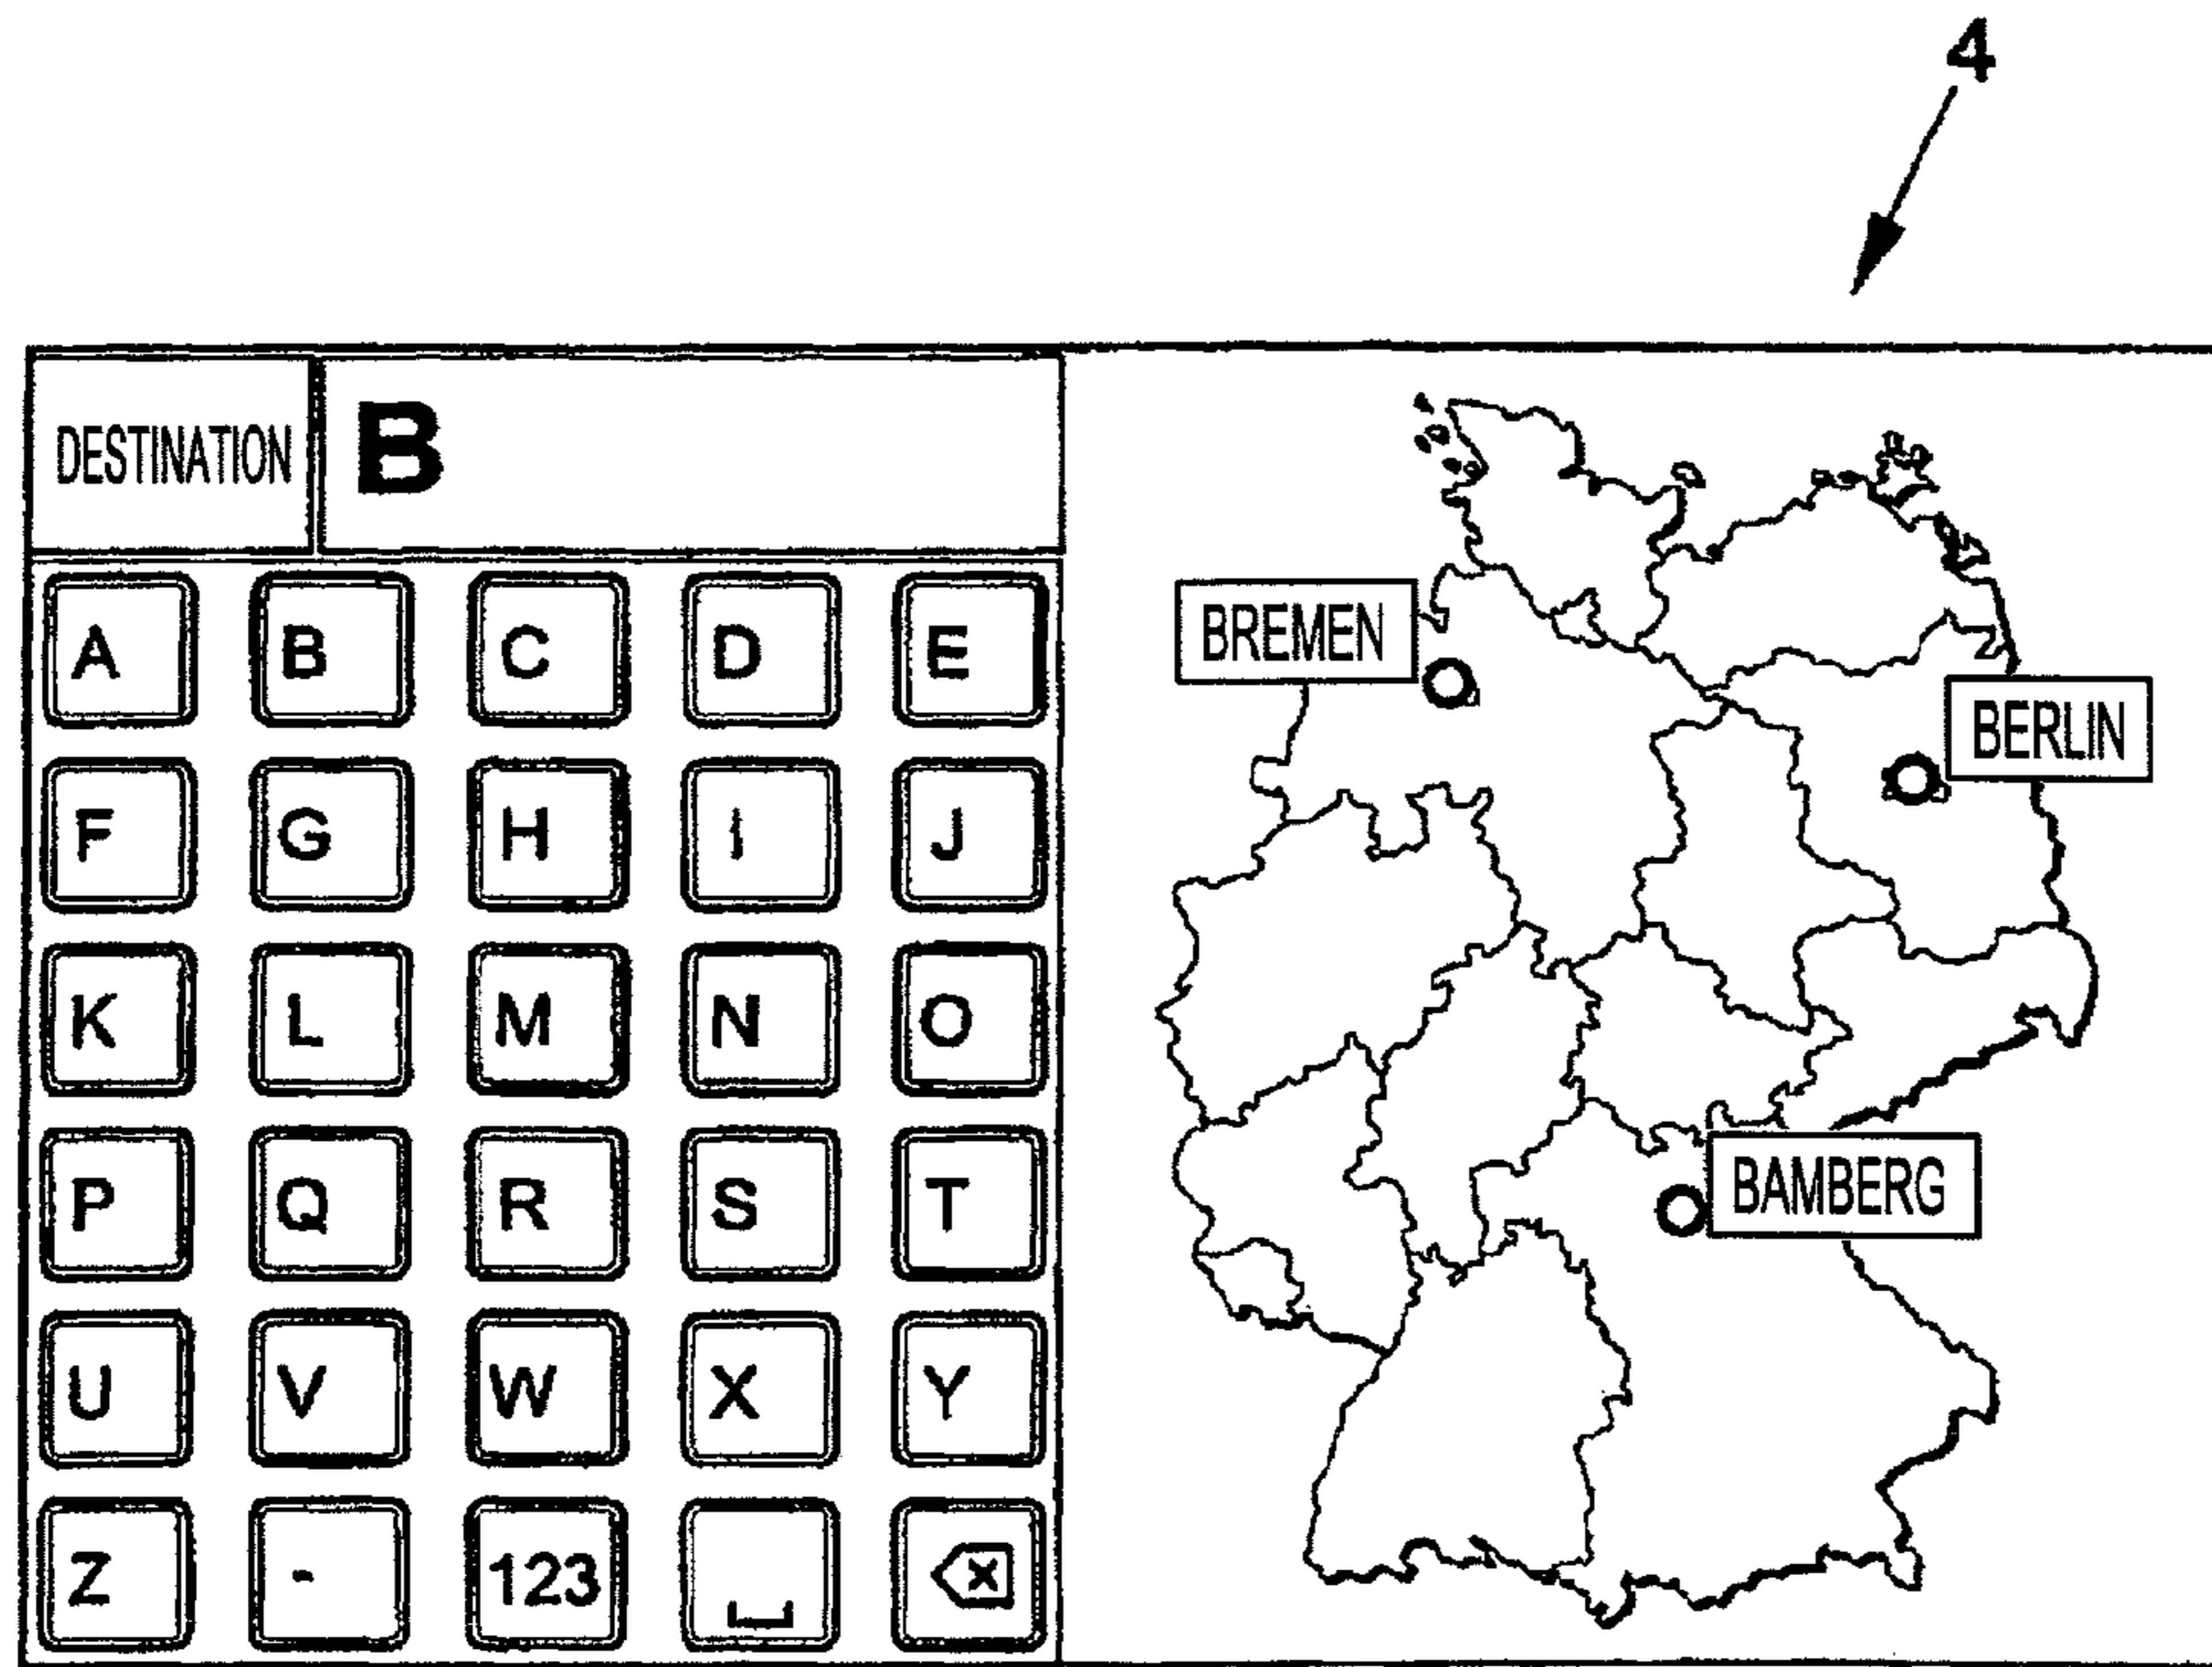 4
DESTINATION B
A B C D E
F G H I J
K L M N O
P Q R S T
U V W X Y
Z - 123
BREMEN
BERLIN
BAMBERG